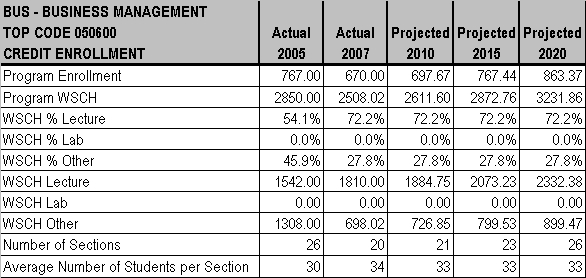 BUS - BUSINESS MANAGEMENT
TOP CODE 050600 Actual Actual Projected Projected Projected
CREDIT ENROLLMENT 2005 2007 2010 2015 2020
Program Enrollment 767.00 670.00 697.67 767.44 863.37
Program WSCH 2850.00 2508.02 2611.60 2872.76 3231.86
WSCH % Lecture 54.1% 72.2% 72.2% 72.2% 72.2%
WSCH % Lab 0.0% 0.0% 0.0% 0.0% 0.0%
WSCH % Other 45.9% 27.8% 27.8% 27.8% 27.8%
WSCH Lecture 1542.00 1810.00 1884.75 2073.23 2332.38
WSCH Lab 0.00 0.00 0.00 0.00 0.00
WSCH Other 1308.00 698.02 726.85 799.53 899.47
Number of Sections 26 20 21 23 26
Average Number of Students per Section 30 34 33 33 33